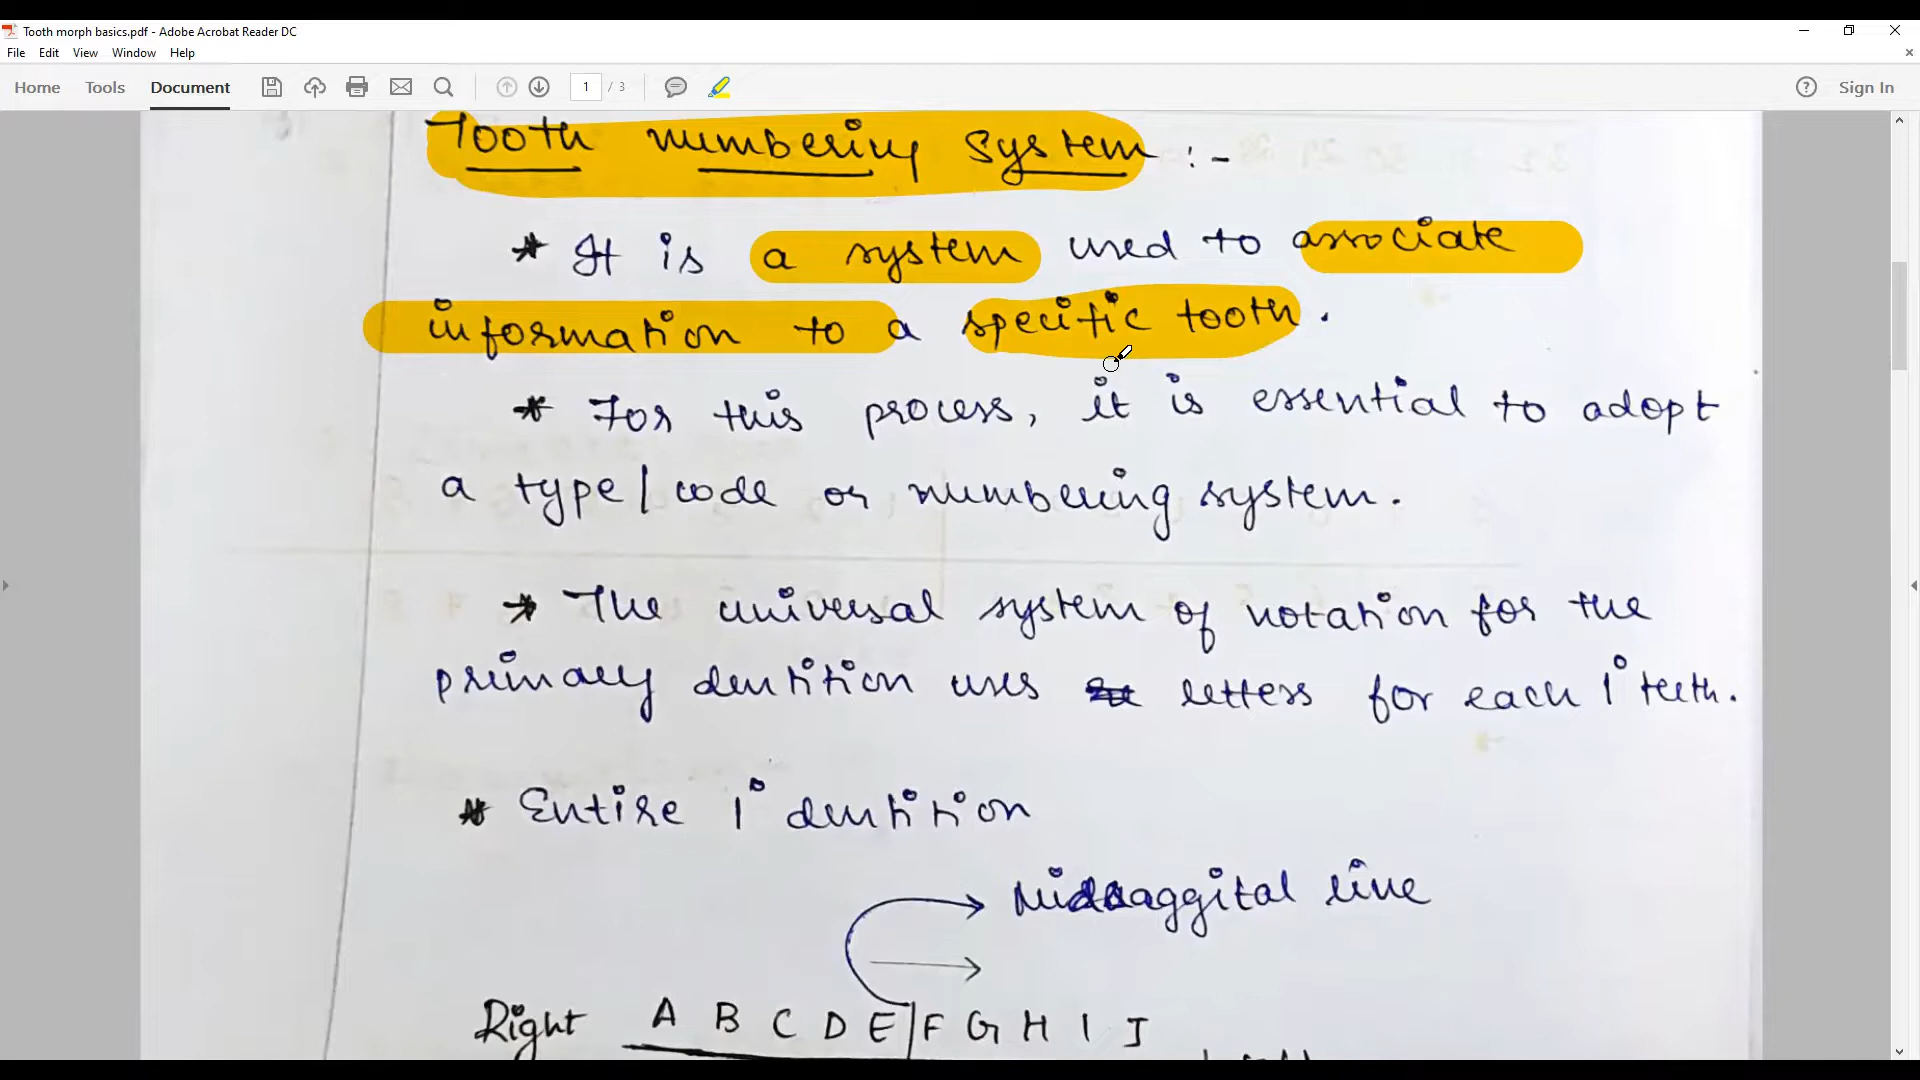 Tooth morph basics.pdf - Adobe Acrobat Reader DC
File Edit View Window Help
Home Tools Document 1 / 3 Sign In
Tooth numbering system :-
* It is a system used to associate
information to a specific tooth.
* For this process, it is essential to adopt
a type/code or numbering system.
* The universal system of notation for the
primary dentition uses letters for each 1° teeth.
* Entire 1° dentition
Midsaggital line
Right A B C D E|F G H I J